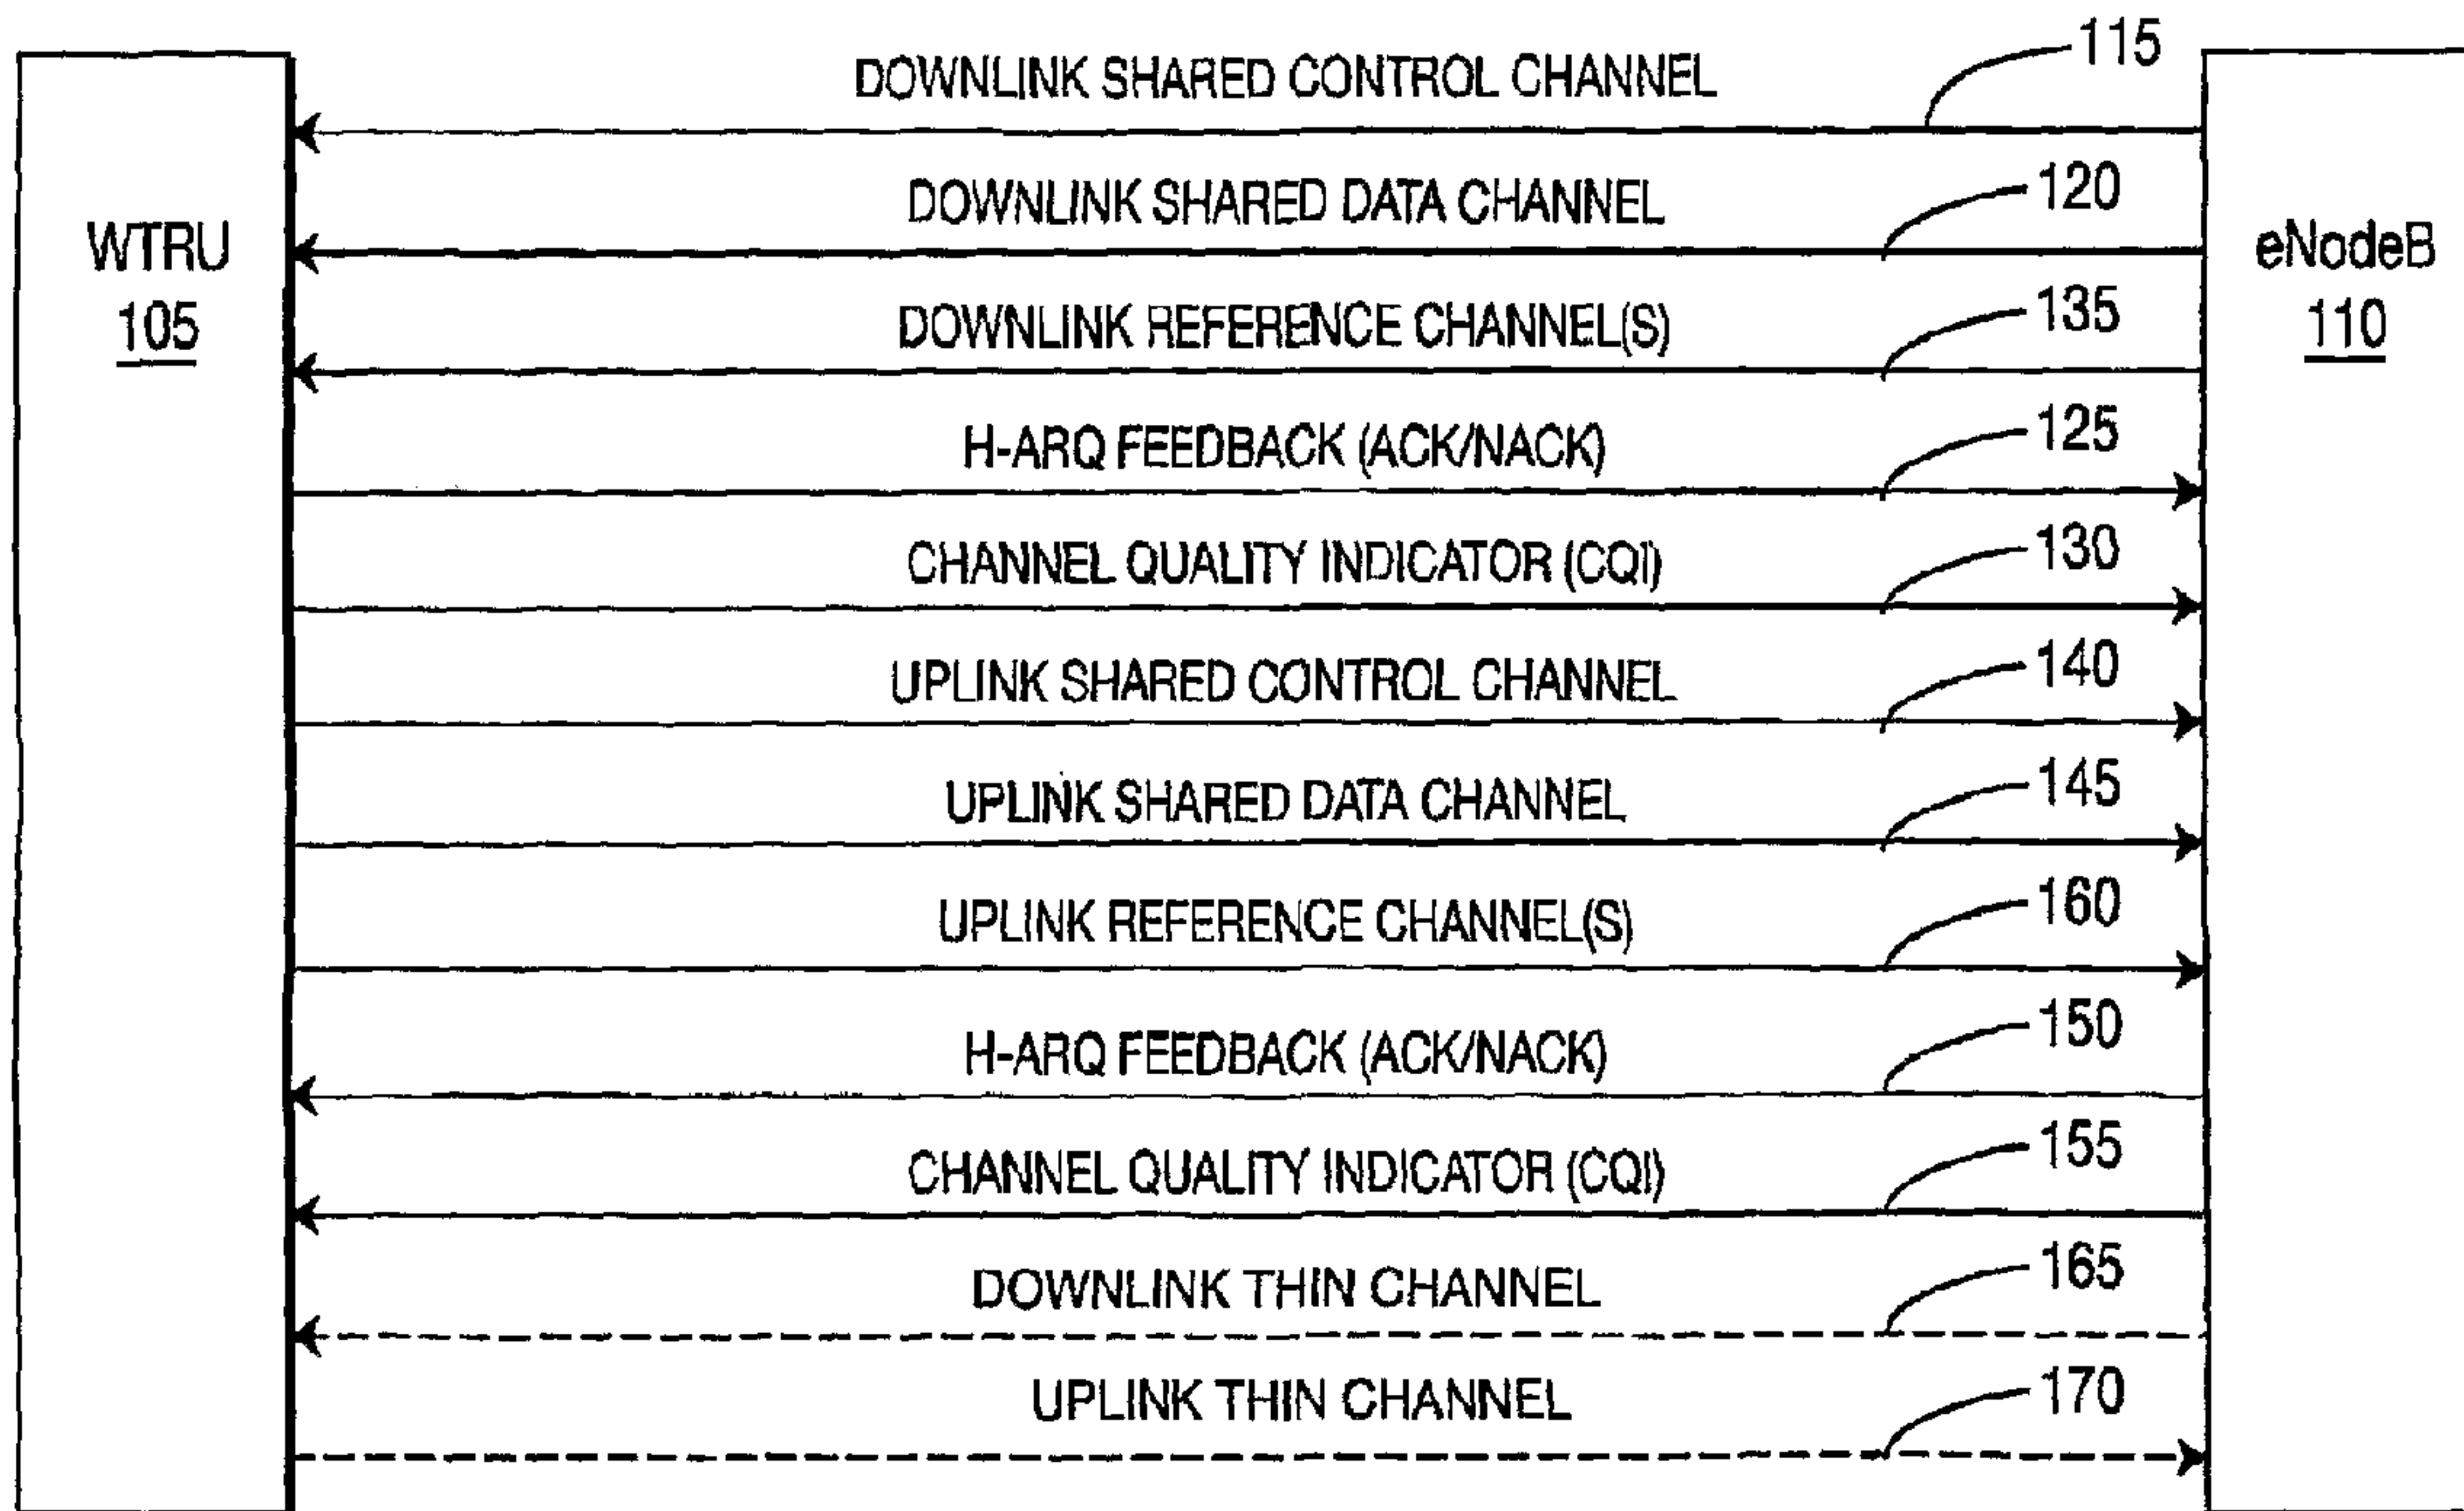 115
DOWNLINK SHARED CONTROL CHANNEL
120
DOWNLINK SHARED DATA CHANNEL
WTRU
105
eNodeB
110
135
DOWNLINK REFERENCE CHANNEL(S)
125
H-ARQ FEEDBACK (ACK/NACK)
130
CHANNEL QUALITY INDICATOR (CQI)
140
UPLINK SHARED CONTROL CHANNEL
145
UPLINK SHARED DATA CHANNEL
160
UPLINK REFERENCE CHANNEL(S)
150
H-ARQ FEEDBACK (ACK/NACK)
155
CHANNEL QUALITY INDICATOR (CQI)
165
DOWNLINK THIN CHANNEL
170
UPLINK THIN CHANNEL